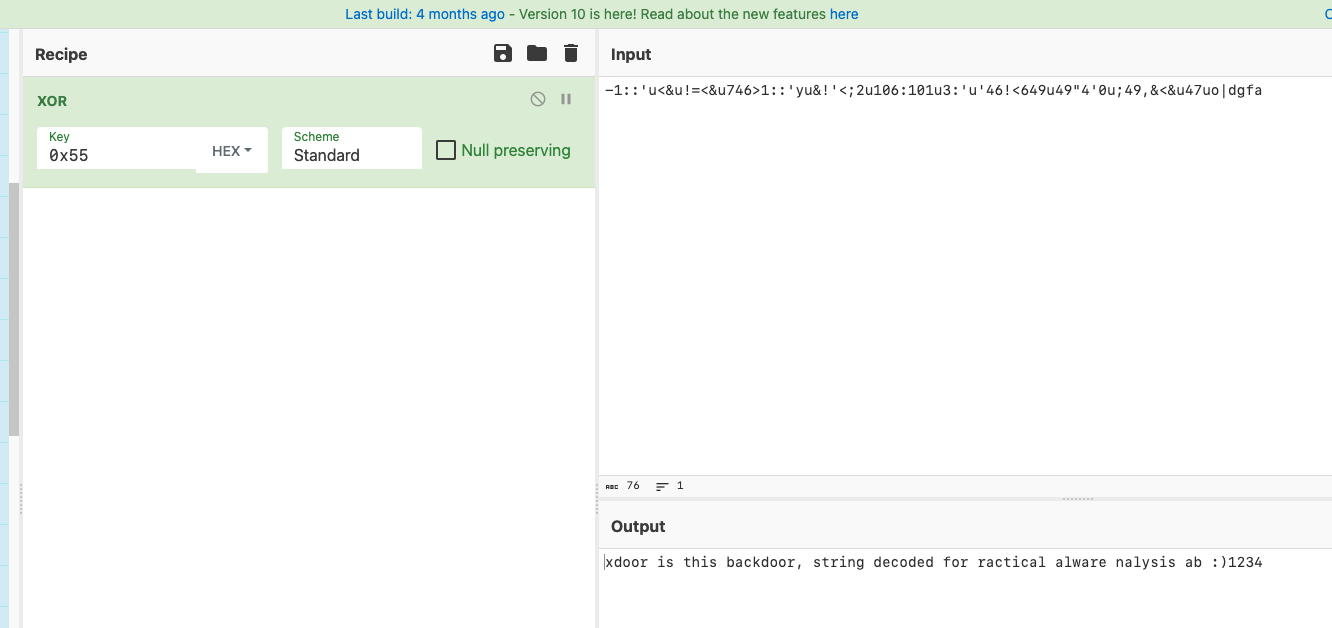 Last build: 4 months ago - Version 10 is here! Read about the new features here
Recipe
XOR
Key
0x55
HEX
Scheme
Standard
Null preserving
Input
-1::'u<&u!=<&u746>1::'yu&!'<;2u106:101u3:'u'46!<649u49"4'0u;49,&<&u47uo|dgfa
ABC 76 1
Output
xdoor is this backdoor, string decoded for ractical alware nalysis ab :)1234